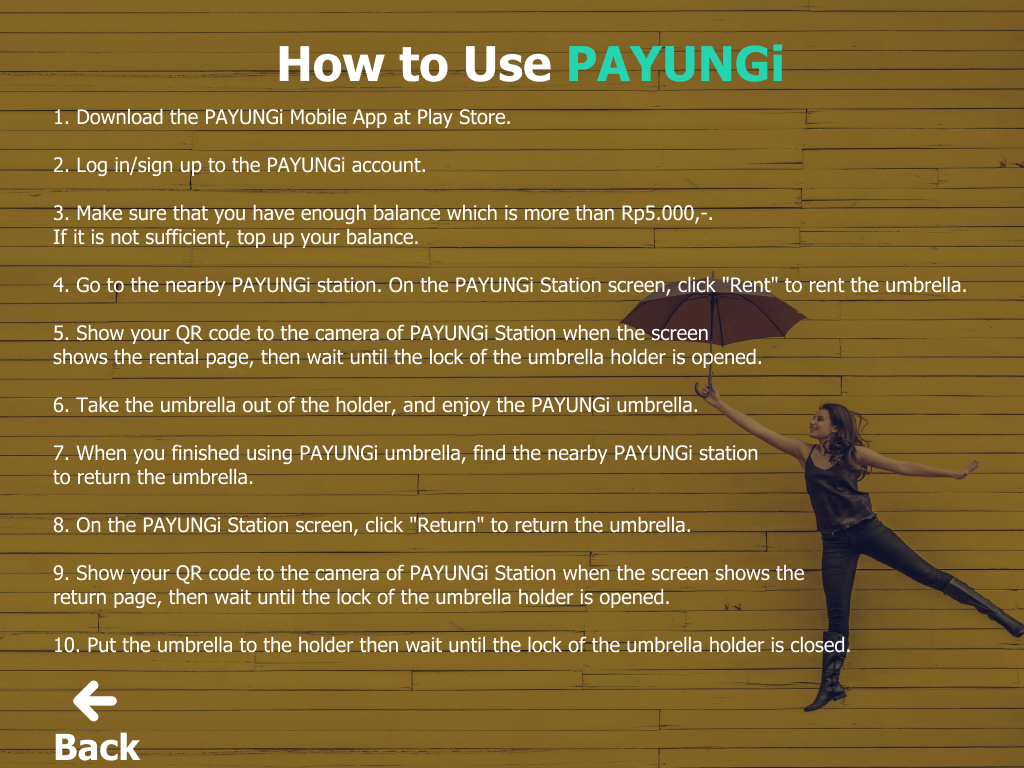 How to Use PAYUNGi
1. Download the PAYUNGi Mobile App at Play Store.
2. Log in/sign up to the PAYUNGi account.
3. Make sure that you have enough balance which is more than Rp5.000,-.
If it is not sufficient, top up your balance.
4. Go to the nearby PAYUNGi station. On the PAYUNGi Station screen, click "Rent" to rent the umbrella.
5. Show your QR code to the camera of PAYUNGi Station when the screen
shows the rental page, then wait until the lock of the umbrella holder is opened.
6. Take the umbrella out of the holder, and enjoy the PAYUNGi umbrella.
7. When you finished using PAYUNGi umbrella, find the nearby PAYUNGi station
to return the umbrella.
8. On the PAYUNGi Station screen, click "Return" to return the umbrella.
9. Show your QR code to the camera of PAYUNGi Station when the screen shows the
return page, then wait until the lock of the umbrella holder is opened.
10. Put the umbrella to the holder then wait until the lock of the umbrella holder is closed.
Back